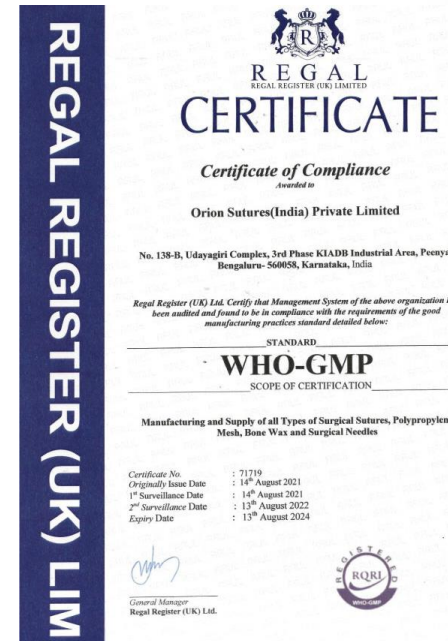 REGAL REGISTER (UK) LIM
R
REGAL
REGAL REGISTER (UK) LIMITED
CERTIFICATE
Certificate of Compliance
Awarded to
Orion Sutures(India) Private Limited
No. 138-B, Udayagiri Complex, 3rd Phase KIADB Industrial Area, Peenya
Bengaluru- 560058, Karnataka, India
Regal Register (UK) Ltd. Certify that Management System of the above organization
been audited and found to be in compliance with the requirements of the good
manufacturing practices standard detailed below:
STANDARD
WHO-GMP
SCOPE OF CERTIFICATION
Manufacturing and Supply of all Types of Surgical Sutures, Polypropylen
Mesh, Bone Wax and Surgical Needles
Certificate No. : 71719
Originally Issue Date : 14th August 2021
1st Surveillance Date : 14th August 2021
2nd Surveillance Date : 13th August 2022
Expiry Date : 13th August 2024
General Manager
Regal Register (UK) Ltd.
REGISTERED
RQRI
WHO-GMP